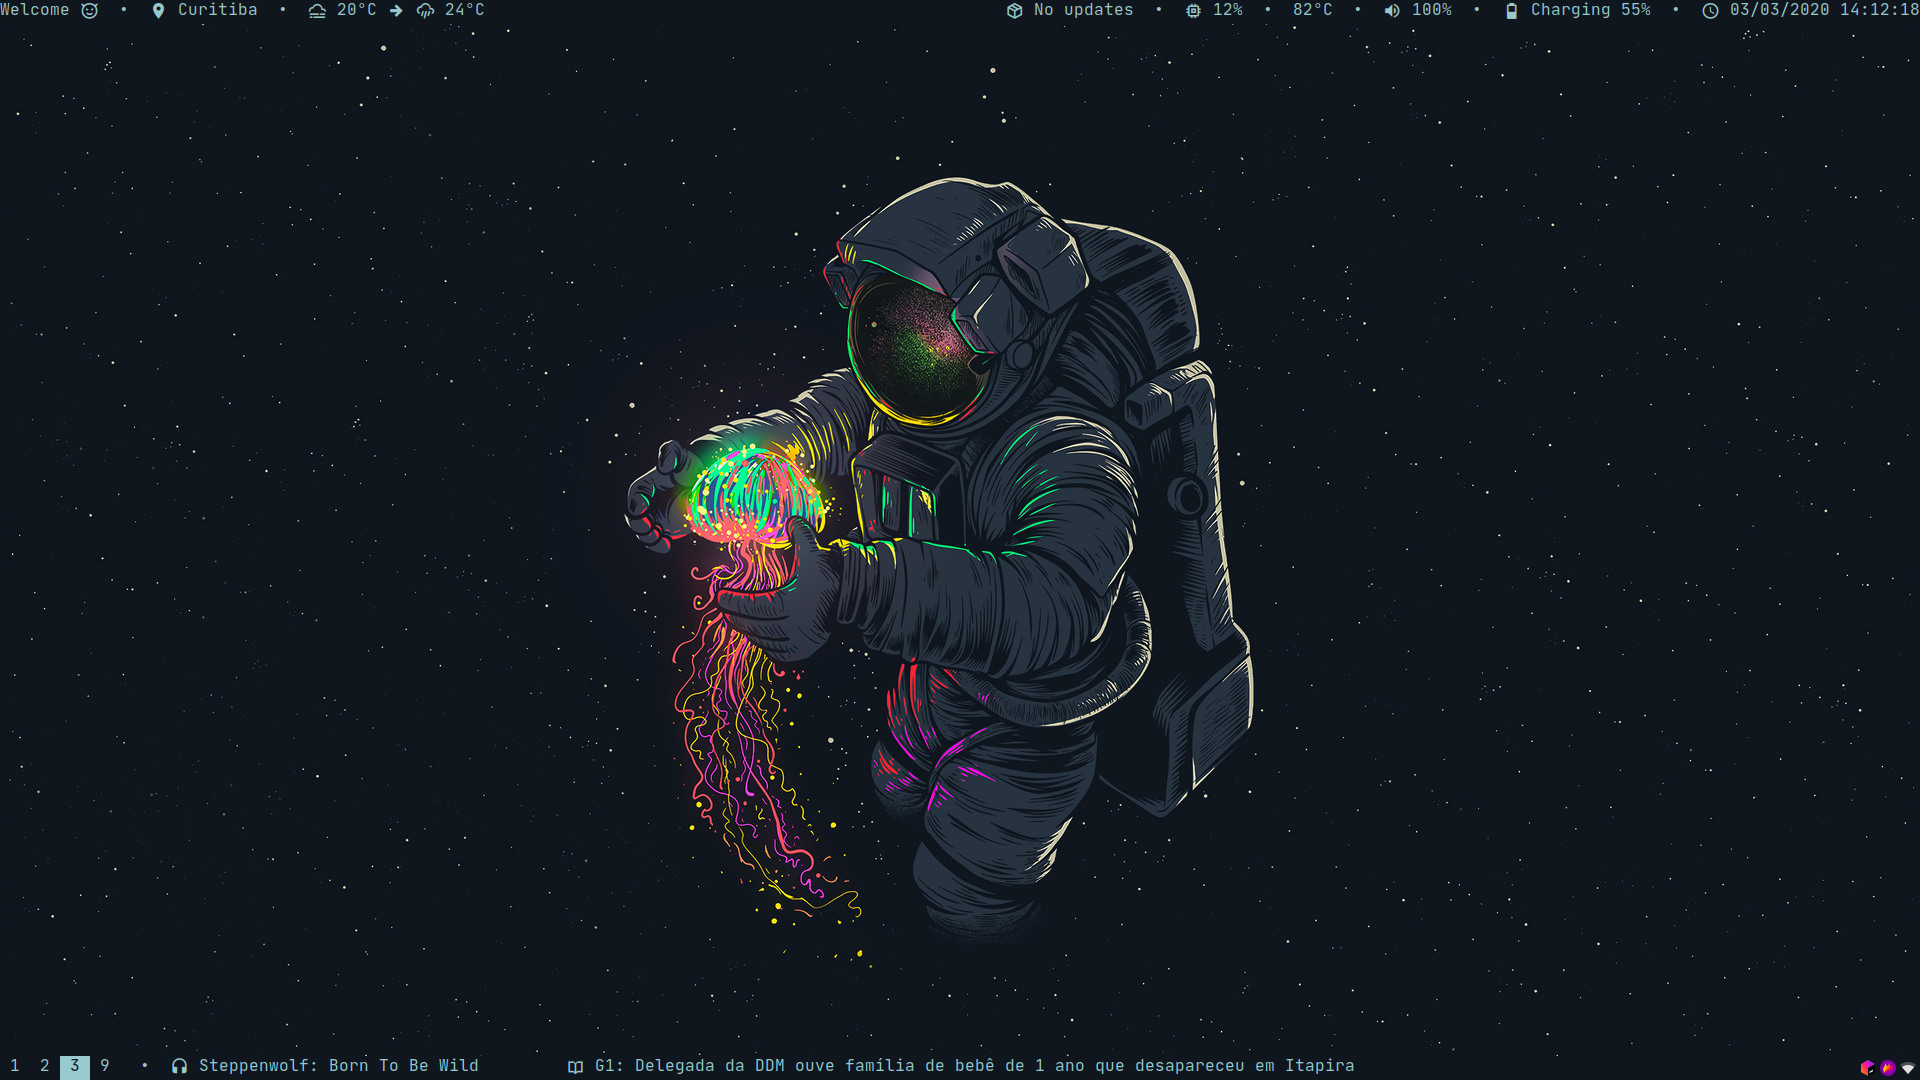 Welcome • Curitiba • 20°C 24°C
No updates • 12% • 82°C • 100% • Charging 55% • 03/03/2020 14:12:18
1 2 3 9 • Steppenwolf: Born To Be Wild
G1: Delegada da DDM ouve família de bebê de 1 ano que desapareceu em Itapira